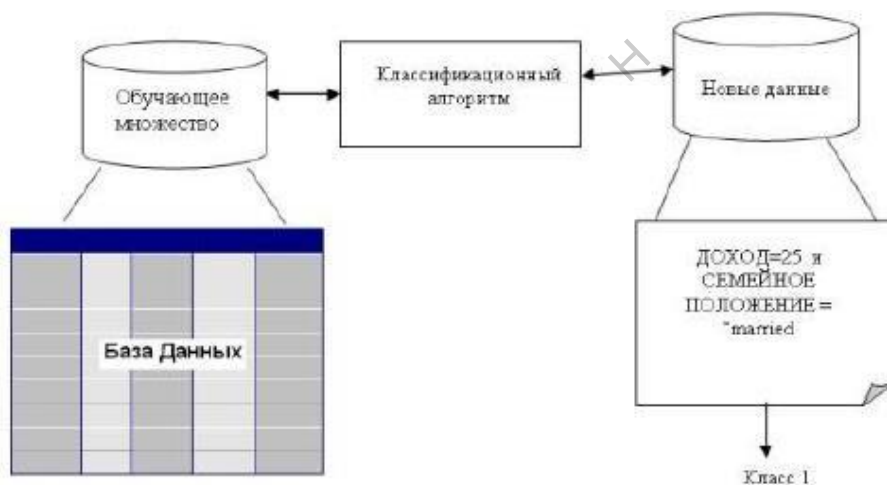 Обучающее
множество
Классификационный
алгоритм
Н
Новые данные
База Данных
ДОХОД=25 и
СЕМЕЙНОЕ
ПОЛОЖЕНИЕ =
"married
Класс 1